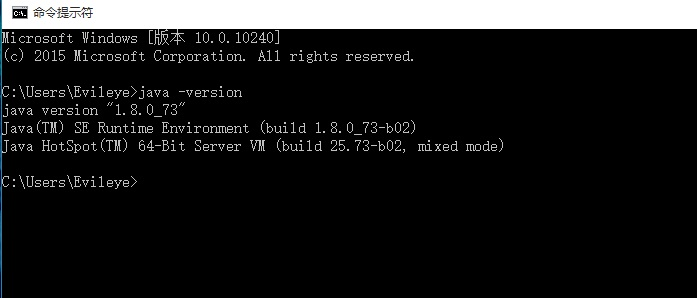 命令提示符
Microsoft Windows [版本 10.0.10240]
(c) 2015 Microsoft Corporation. All rights reserved.
C:\Users\Evileye>java -version
java version "1.8.0_73"
Java(TM) SE Runtime Environment (build 1.8.0_73-b02)
Java HotSpot(TM) 64-Bit Server VM (build 25.73-b02, mixed mode)
C:\Users\Evileye>